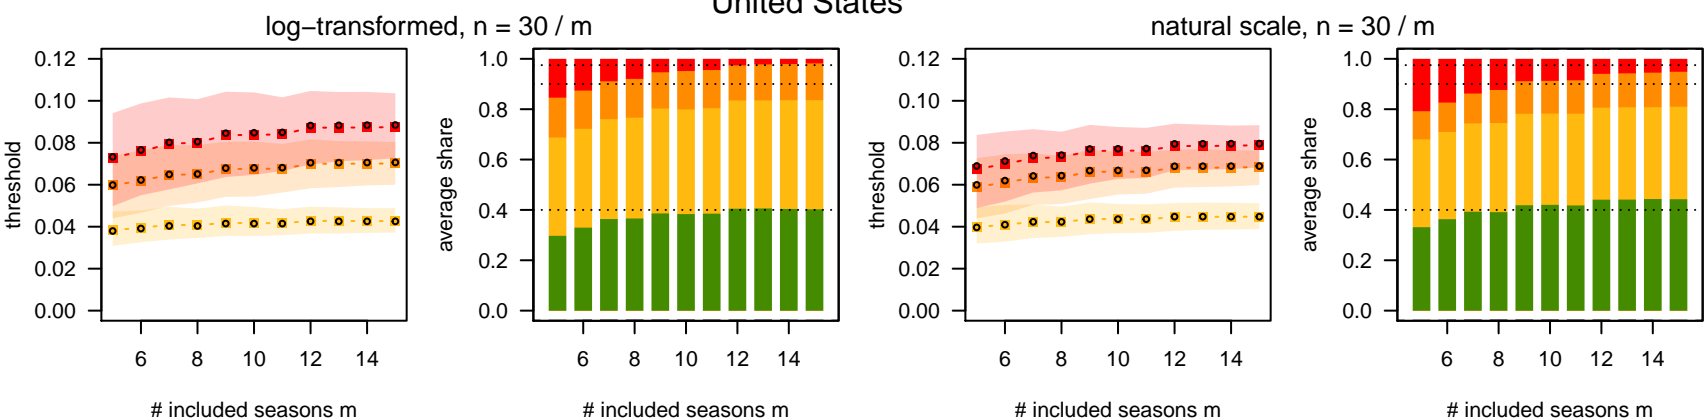 United States
log−transformed, n = 30 / m
natural scale, n = 30 / m
threshold
0.12
0.10
0.08
0.06
0.04
0.02
0.00
6 8 10 12 14
# included seasons m
average share
1.0
0.8
0.6
0.4
0.2
0.0
6 8 10 12 14
# included seasons m
threshold
0.12
0.10
0.08
0.06
0.04
0.02
0.00
6 8 10 12 14
# included seasons m
average share
1.0
0.8
0.6
0.4
0.2
0.0
6 8 10 12 14
# included seasons m